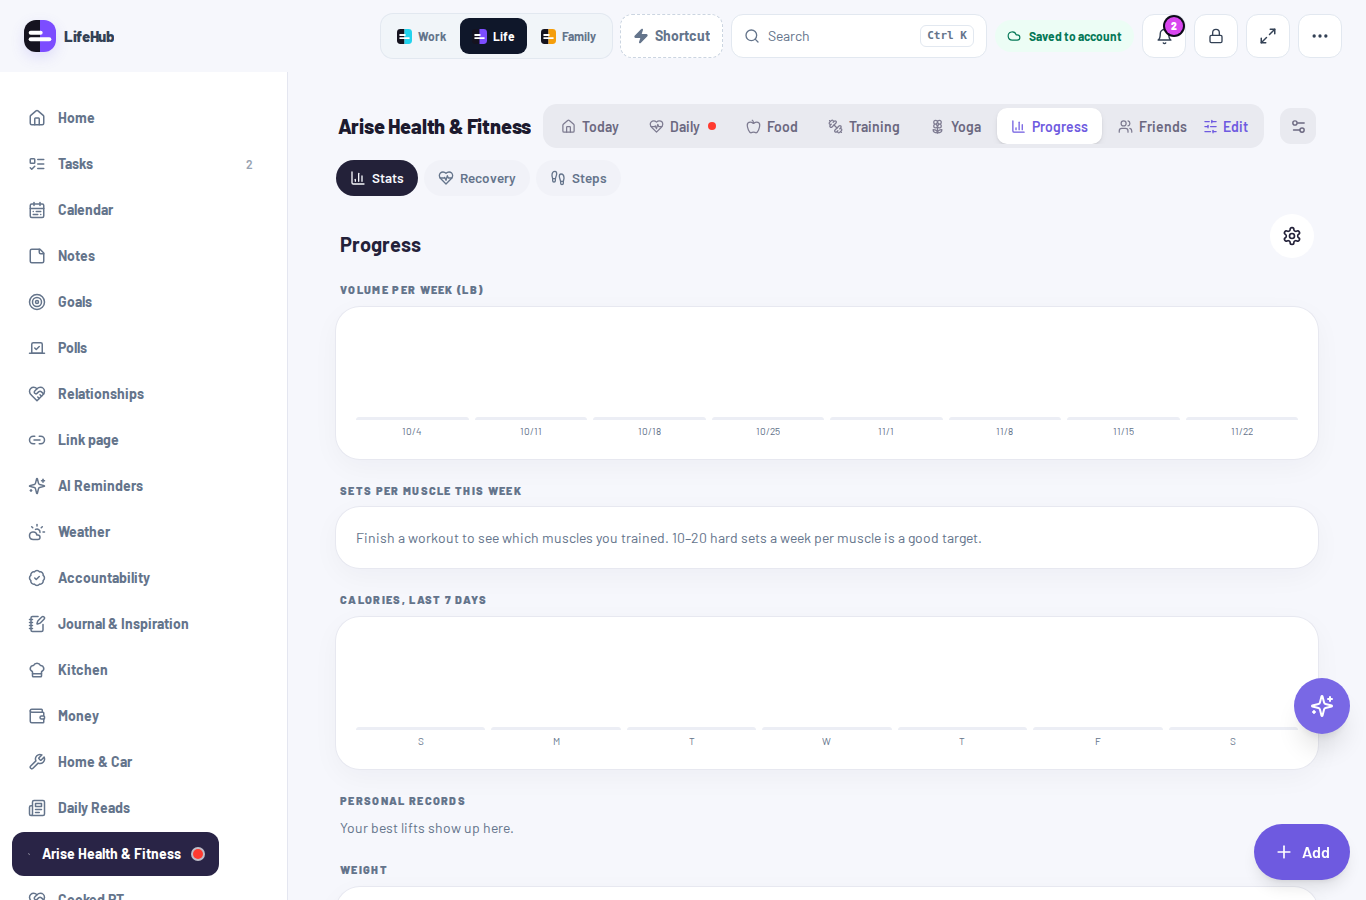 LifeHub
Work
Life
Family
Shortcut
Search
Ctrl K
Saved to account
2
Home
Tasks
2
Calendar
Notes
Goals
Polls
Relationships
Link page
AI Reminders
Weather
Accountability
Journal & Inspiration
Kitchen
Money
Home & Car
Daily Reads
Arise Health & Fitness
Cooked PT
Arise Health & Fitness
Today
Daily
Food
Training
Yoga
Progress
Friends
Edit
Stats
Recovery
Steps
Progress
VOLUME PER WEEK (LB)
10/4
10/11
10/18
10/25
11/1
11/8
11/15
11/22
SETS PER MUSCLE THIS WEEK
Finish a workout to see which muscles you trained. 10–20 hard sets a week per muscle is a good target.
CALORIES, LAST 7 DAYS
S
M
T
W
T
F
S
PERSONAL RECORDS
Your best lifts show up here.
WEIGHT
Add